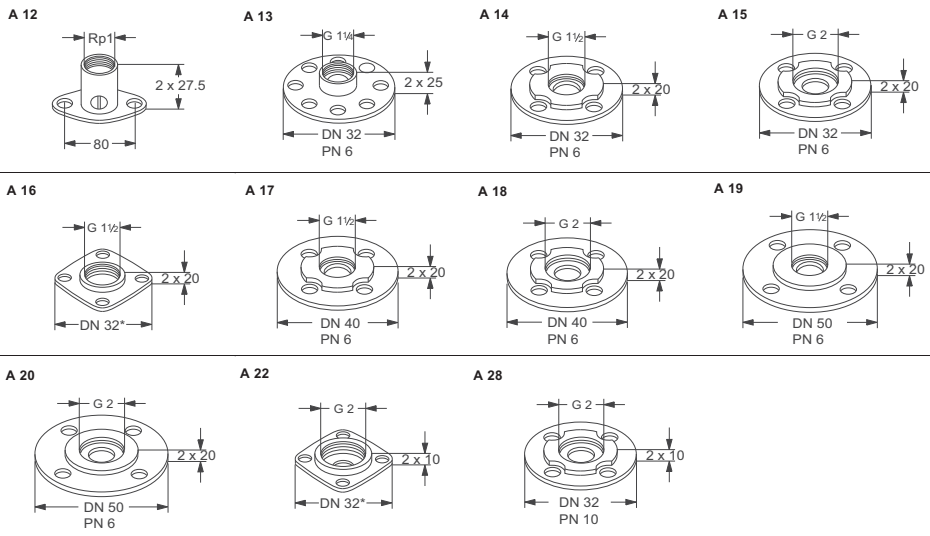 A 12
Rp1
2 x 27.5
80
A 13
G 1¼
2 x 25
DN 32
PN 6
A 14
G 1½
2 x 20
DN 32
PN 6
A 15
G 2
2 x 20
DN 32
PN 6
A 16
G 1½
2 x 20
DN 32*
A 17
G 1½
2 x 20
DN 40
PN 6
A 18
G 2
2 x 20
DN 40
PN 6
A 19
G 1½
2 x 20
DN 50
PN 6
A 20
G 2
2 x 20
DN 50
PN 6
A 22
G 2
2 x 10
DN 32*
A 28
G 2
2 x 10
DN 32
PN 10